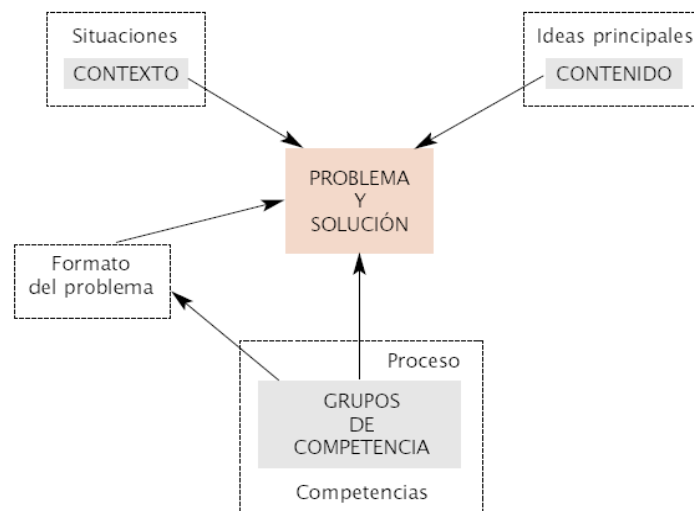 Situaciones
CONTEXTO
Ideas principales
CONTENIDO
PROBLEMA
Y
SOLUCIÓN
Formato
del problema
Proceso
GRUPOS
DE
COMPETENCIA
Competencias